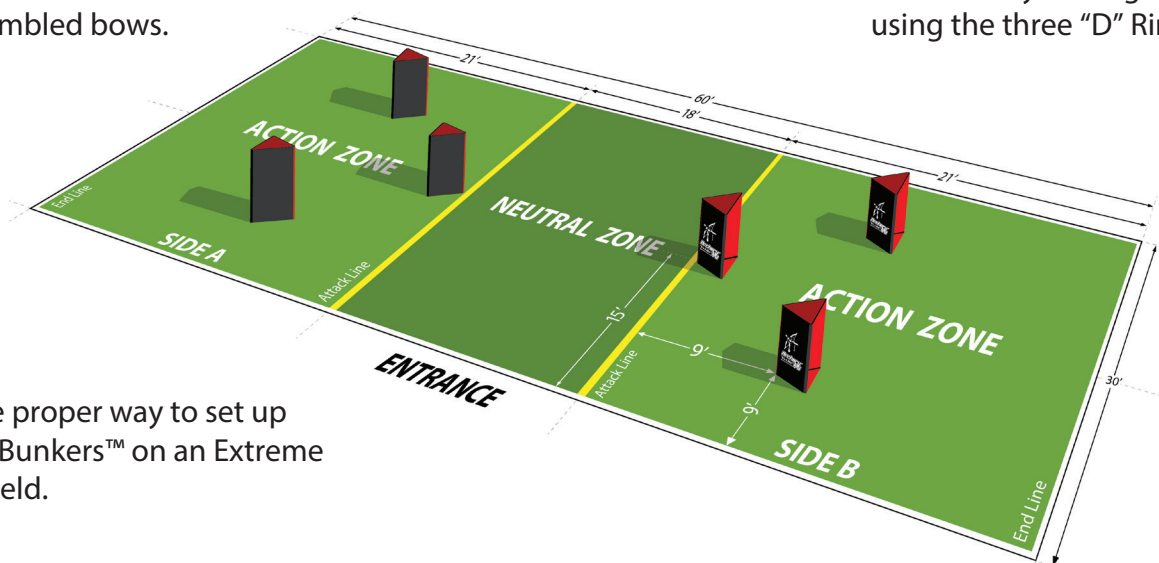 mbled bows.
using the three “D” Rin
21’
60’
18’
21’
ACTION ZONE
End Line
NEUTRAL ZONE
SIDE A
Attack Line
15’
ACTION ZONE
9’
Attack Line
30’
ENTRANCE
9’
SIDE B
End Line
e proper way to set up
Bunkers™ on an Extreme
eld.